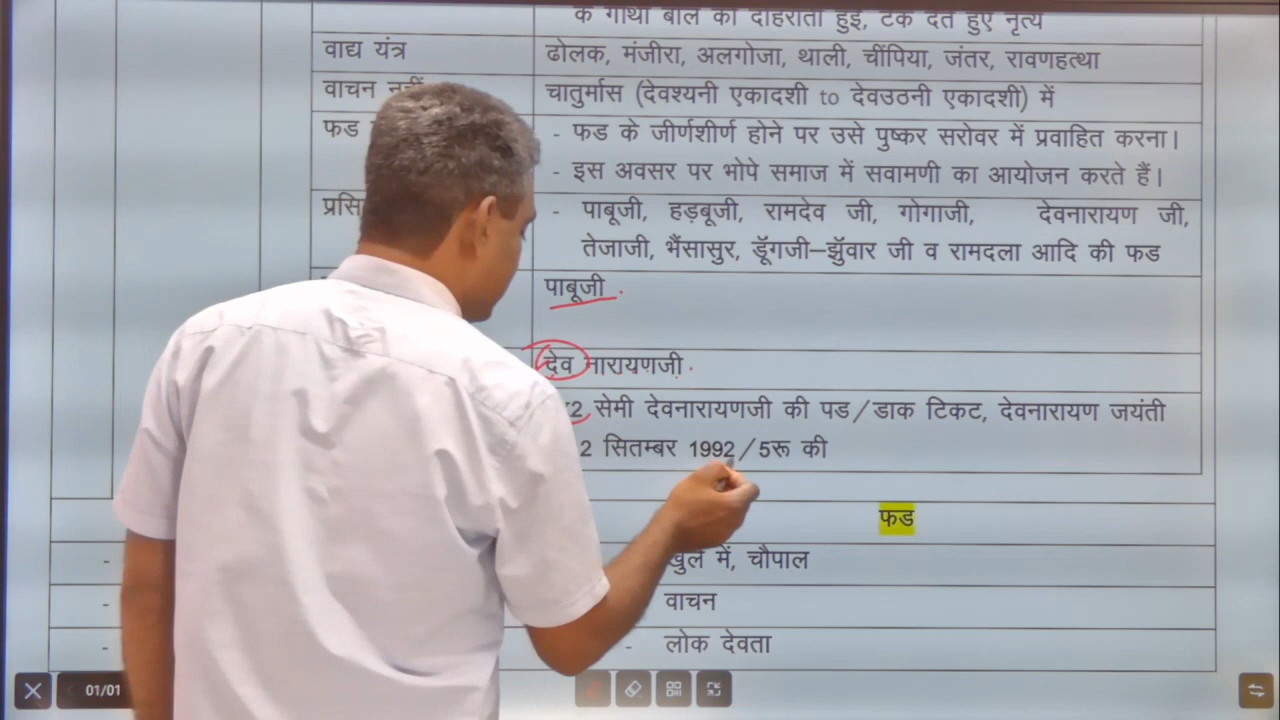 के गाथा बोल को दोहराती हुई, टेक देते हुए नृत्य
वाद्य यंत्र ढोलक, मंजीरा, अलगोजा, थाली, चींपिया, जंतर, रावणहत्था
वाचन नहीं चातुर्मास (देवश्यनी एकादशी to देवउठनी एकादशी) में
फड - फड के जीर्णशीर्ण होने पर उसे पुष्कर सरोवर में प्रवाहित करना।
- इस अवसर पर भोपे समाज में सवामणी का आयोजन करते हैं।
प्रसि - पाबूजी, हड़बूजी, रामदेव जी, गोगाजी, देवनारायण जी,
तेजाजी, भैंसासुर, डूॅगजी–झुॅवार जी व रामदला आदि की फड
पाबूजी
देव नारायणजी
2 सेमी देवनारायणजी की पड/डाक टिकट, देवनारायण जयंती
2 सितम्बर 1992/5रू की
फड
- खुले में, चौपाल
- वाचन
- - लोक देवता
01/01